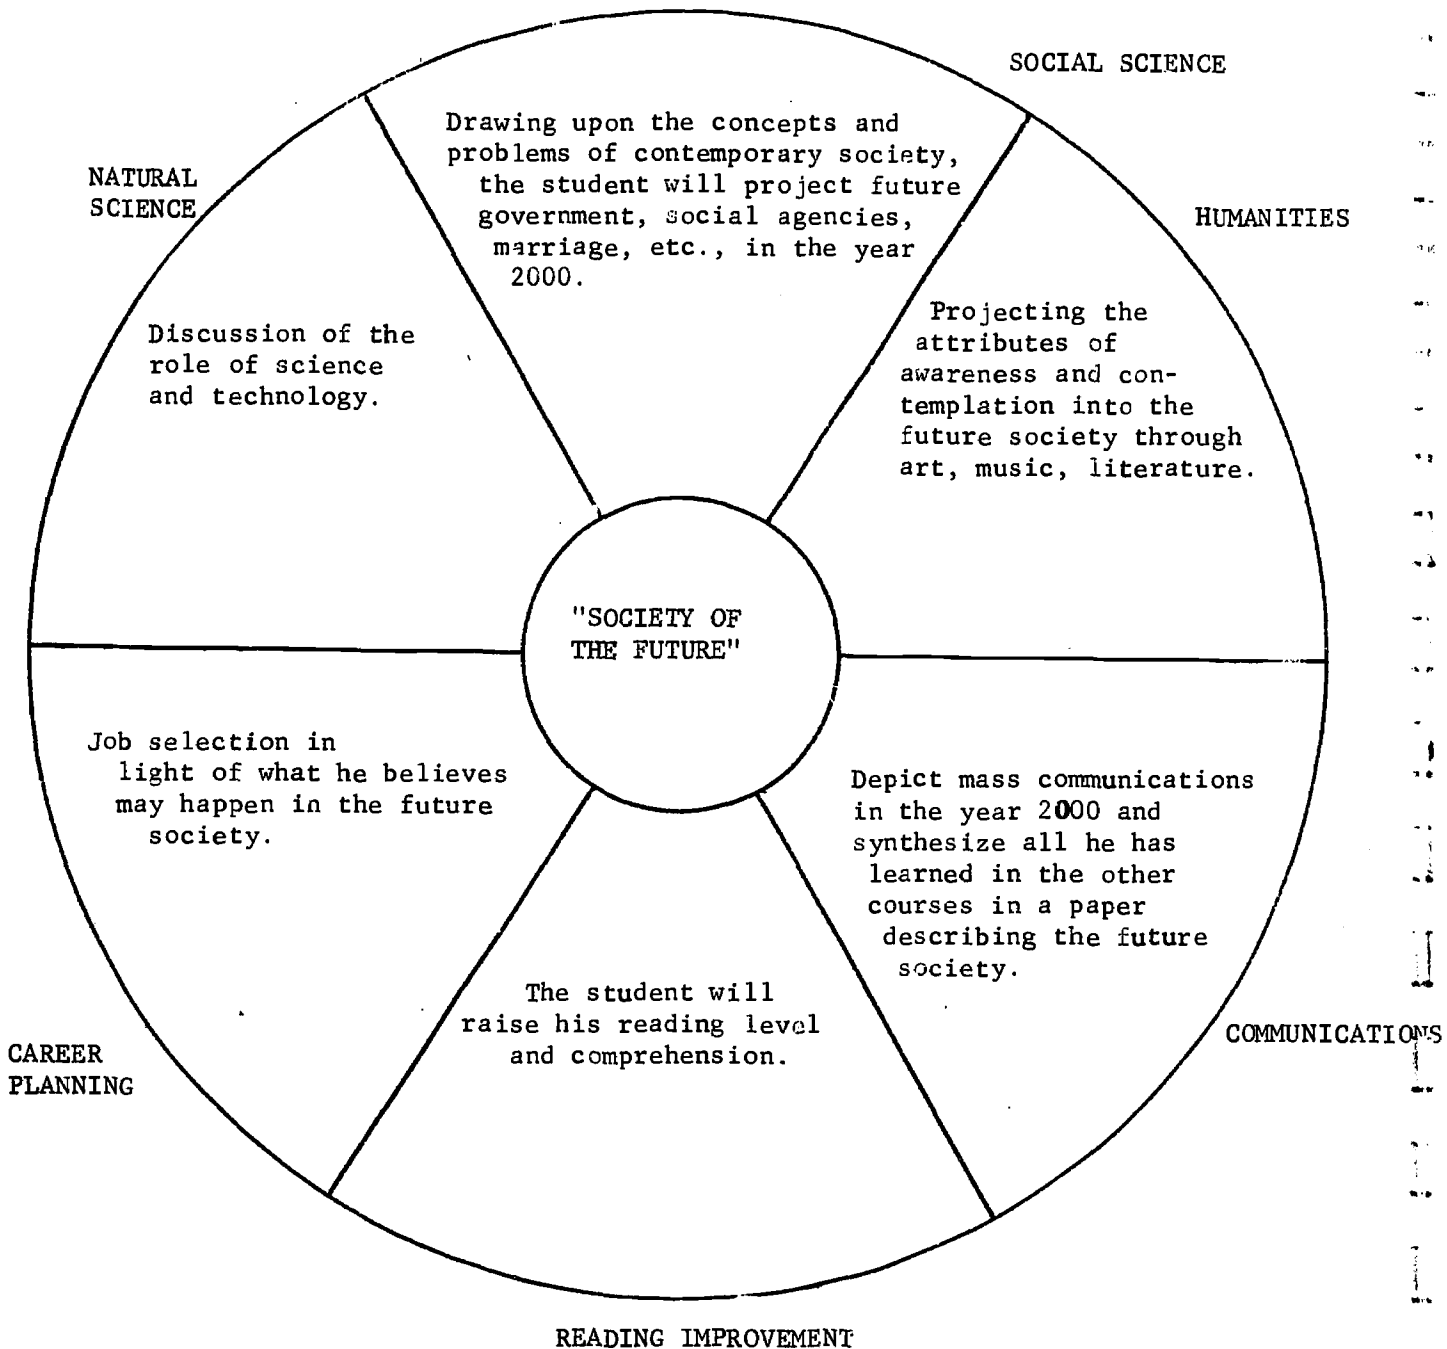 SOCIAL SCIENCE
Drawing upon the concepts and
problems of contemporary society,
the student will project future
government, social agencies,
marriage, etc., in the year
2000.
HUMANITIES
Projecting the
attributes of
awareness and con-
templation into the
future society through
art, music, literature.
NATURAL
SCIENCE
Discussion of the
role of science
and technology.
"SOCIETY OF
THE FUTURE"
Job selection in
light of what he believes
may happen in the future
society.
CAREER
PLANNING
Depict mass communications
in the year 2000 and
synthesize all he has
learned in the other
courses in a paper
describing the future
society.
COMMUNICATIONS
The student will
raise his reading level
and comprehension.
READING IMPROVEMENT